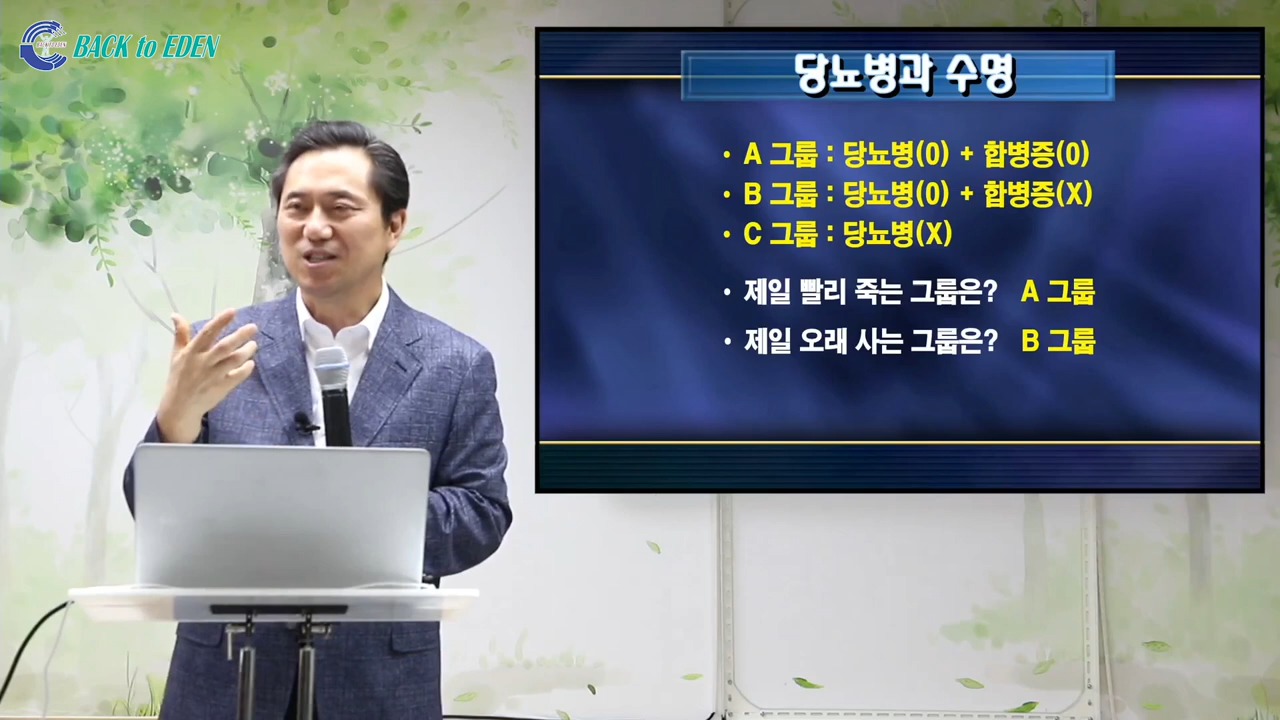 BACK to EDEN
당뇨병과 수명
• A 그룹 : 당뇨병(O) + 합병증(O)
• B 그룹 : 당뇨병(O) + 합병증(X)
• C 그룹 : 당뇨병(X)
• 제일 빨리 죽는 그룹은? A 그룹
• 제일 오래 사는 그룹은? B 그룹